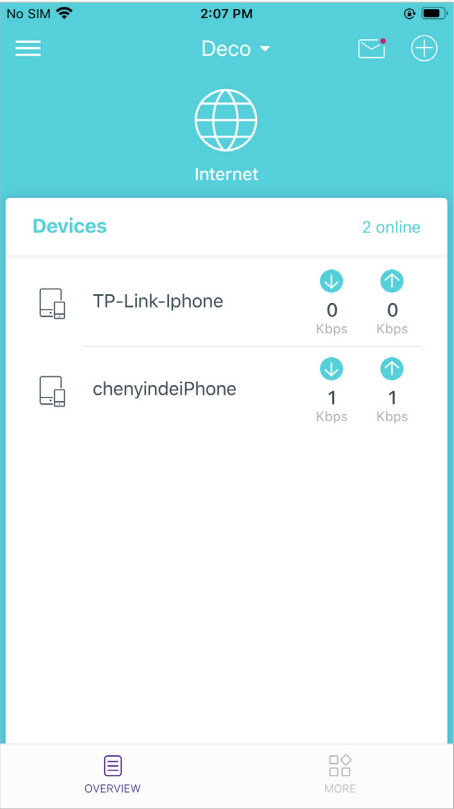 No SIM 2:07 PM
Deco
Internet
Devices 2 online
TP-Link-Iphone 0 0
Kbps Kbps
chenyindeiPhone 1 1
Kbps Kbps
OVERVIEW MORE